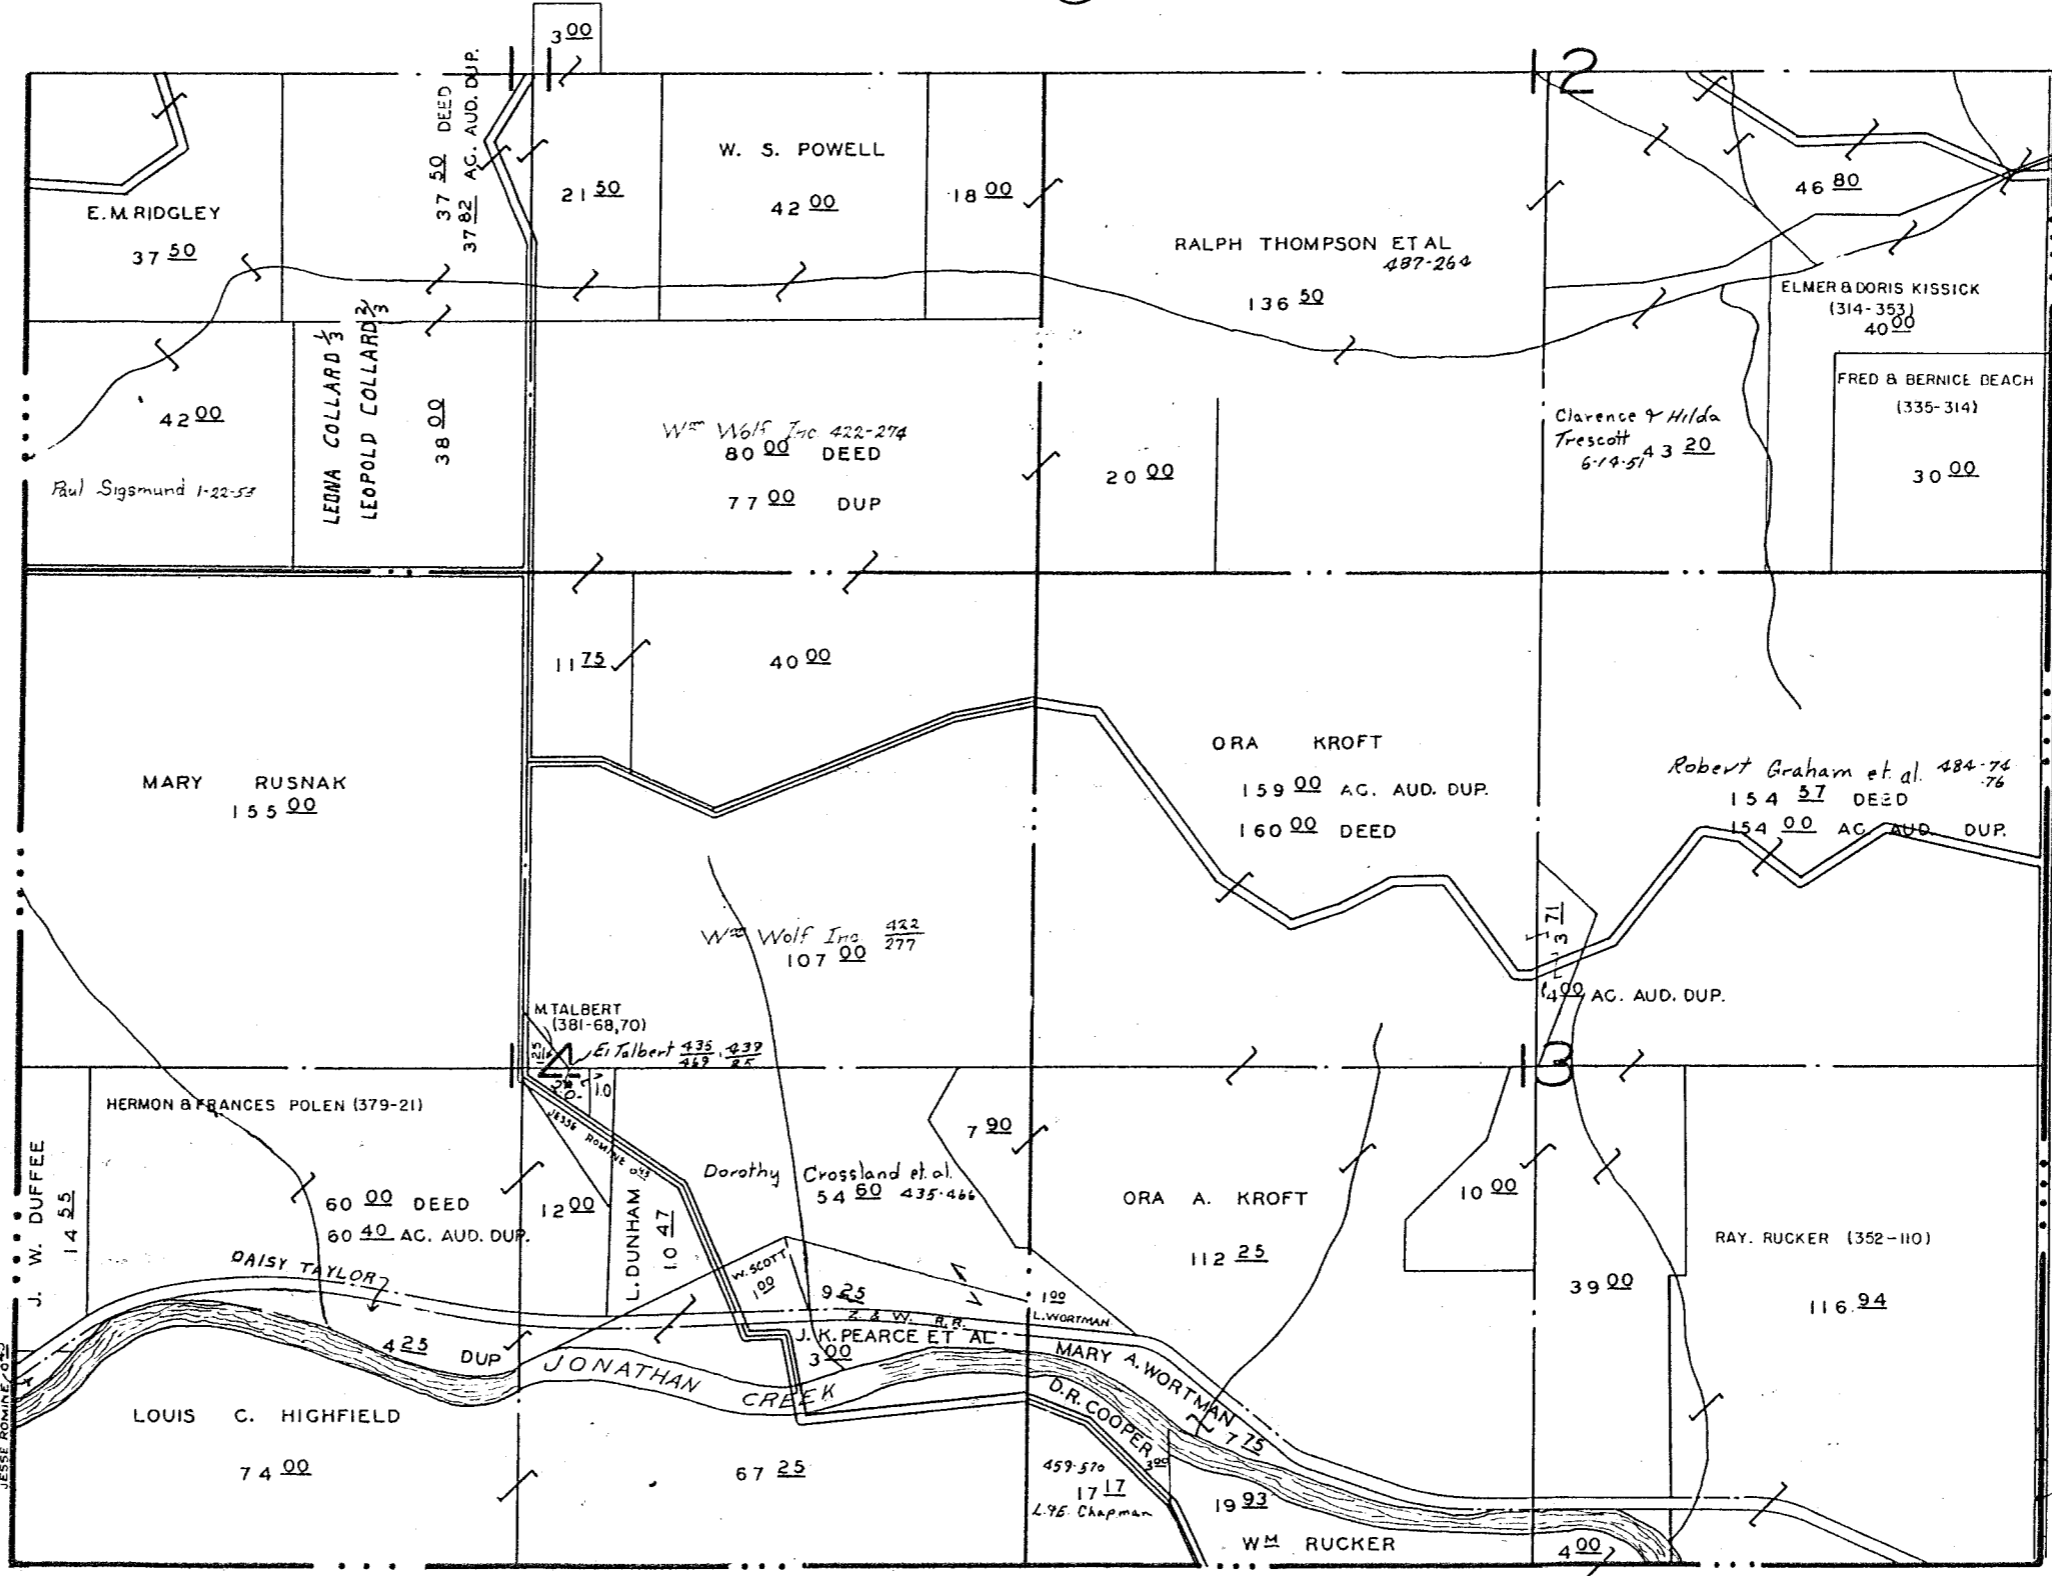 3 00
11
12
37 50 DEED
37 82 AC. AUD. DUP.
E. M. RIDGLEY
37 50
21 50
W. S. POWELL
42 00
18 00
RALPH THOMPSON ET AL
487-264
136 50
46 80
ELMER & DORIS KISSICK
(314-353)
40 00
FRED & BERNICE BEACH
(335-314)
30 00
42 00
Paul Sigsmund 1-22-53
LEONA COLLARD 1/3
LEOPOLD COLLARD 2/3
38 00
Wm Wolf Inc. 422-274
80 00 DEED
77 00 DUP
20 00
Clarence & Hilda
Trescott
6-14-51
43 20
11 75
40 00
MARY RUSNAK
155 00
ORA KROFT
159 00 AC. AUD. DUP.
160 00 DEED
Robert Graham et. al. 484-74
-76
154 57 DEED
154 00 AC AUD. DUP.
3 71
4 00 AC. AUD. DUP.
Wm Wolf Inc 422/277
107 00
M TALBERT
(381-68,70)
Talbert 435/469, 439/25
25
14
1.0
13
JESSE ROMINE 0 43
HERMON & FRANCES POLEN (379-21)
J. W. DUFFEE
14 55
60 00 DEED
60 40 AC. AUD. DUP.
12 00
L. DUNHAM
10 47
Dorothy Crossland et. al.
54 60 435-466
7 90
ORA A. KROFT
112 25
10 00
39 00
RAY. RUCKER (352-110)
116.94
DAISY TAYLOR
4 25 DUP
W. SCOTT
1 00
9 25
Z. & W. R.R.
1 00
L. WORTMAN
J. K. PEARCE ET AL
3 00
JONATHAN CREEK
MARY A. WORTMAN
7 75
D. R. COOPER
3 00
JESSE ROMINE
LOUIS C. HIGHFIELD
74 00
67 25
459-570
17 17
L. & E. Chapman
19 93
WM RUCKER
4 00